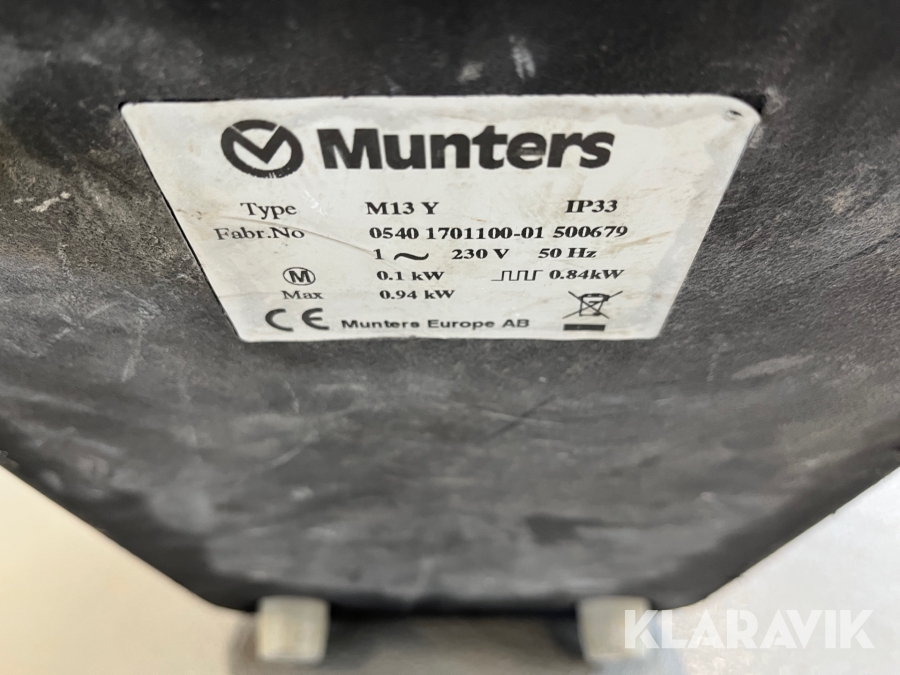 Munters
Type M13 Y IP33
Fabr.No 0540 1701100-01 500679
1 ~ 230 V 50 Hz
M 0.1 kW 0.84kW
Max 0.94 kW
CE Munters Europe AB
KLARAVIK